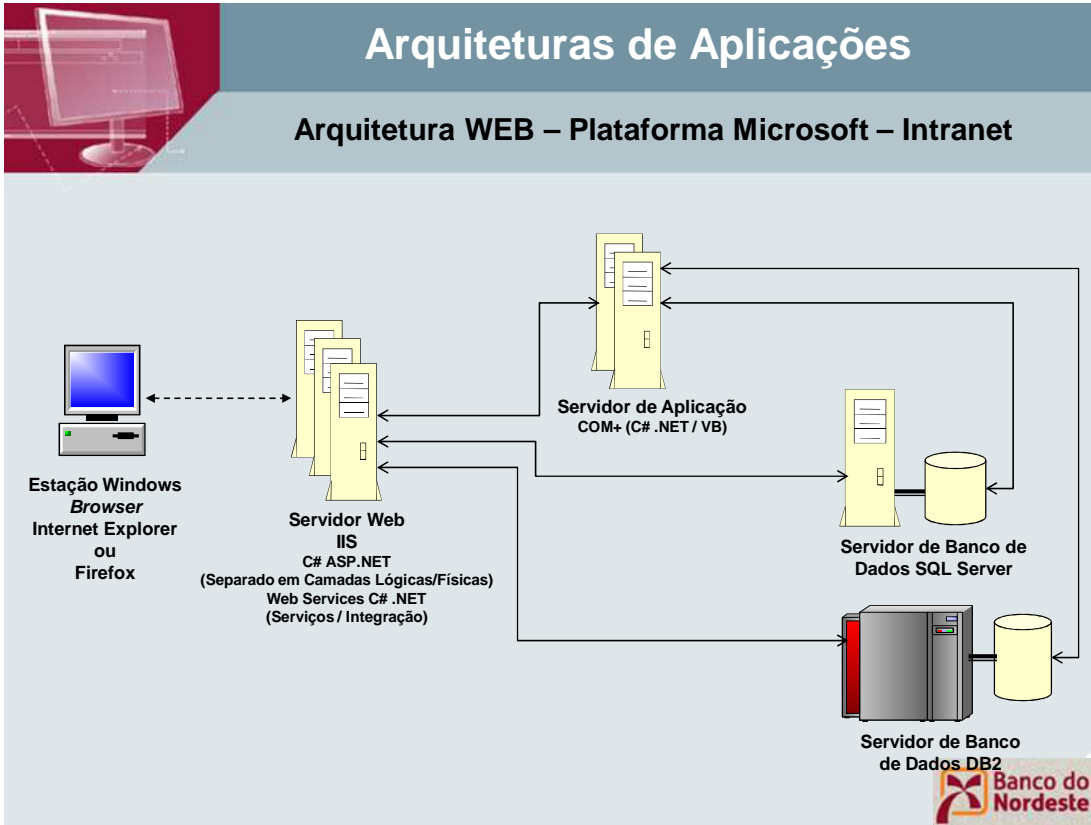 Arquiteturas de Aplicações
Arquitetura WEB – Plataforma Microsoft – Intranet
Servidor de Aplicação
COM+ (C# .NET / VB)
Estação Windows
Browser
Internet Explorer
ou
Firefox
Servidor Web
IIS
C# ASP.NET
(Separado em Camadas Lógicas/Físicas)
Web Services C# .NET
(Serviços / Integração)
Servidor de Banco de
Dados SQL Server
Servidor de Banco
de Dados DB2
Banco do
Nordeste